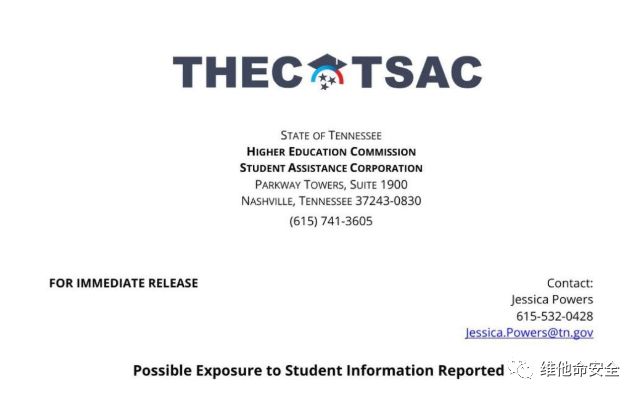 THEC TSAC
STATE OF TENNESSEE
HIGHER EDUCATION COMMISSION
STUDENT ASSISTANCE CORPORATION
PARKWAY TOWERS, SUITE 1900
NASHVILLE, TENNESSEE 37243-0830
(615) 741-3605
FOR IMMEDIATE RELEASE
Contact:
Jessica Powers
615-532-0428
Jessica.Powers@tn.gov
Possible Exposure to Student Information Reported
维他命安全